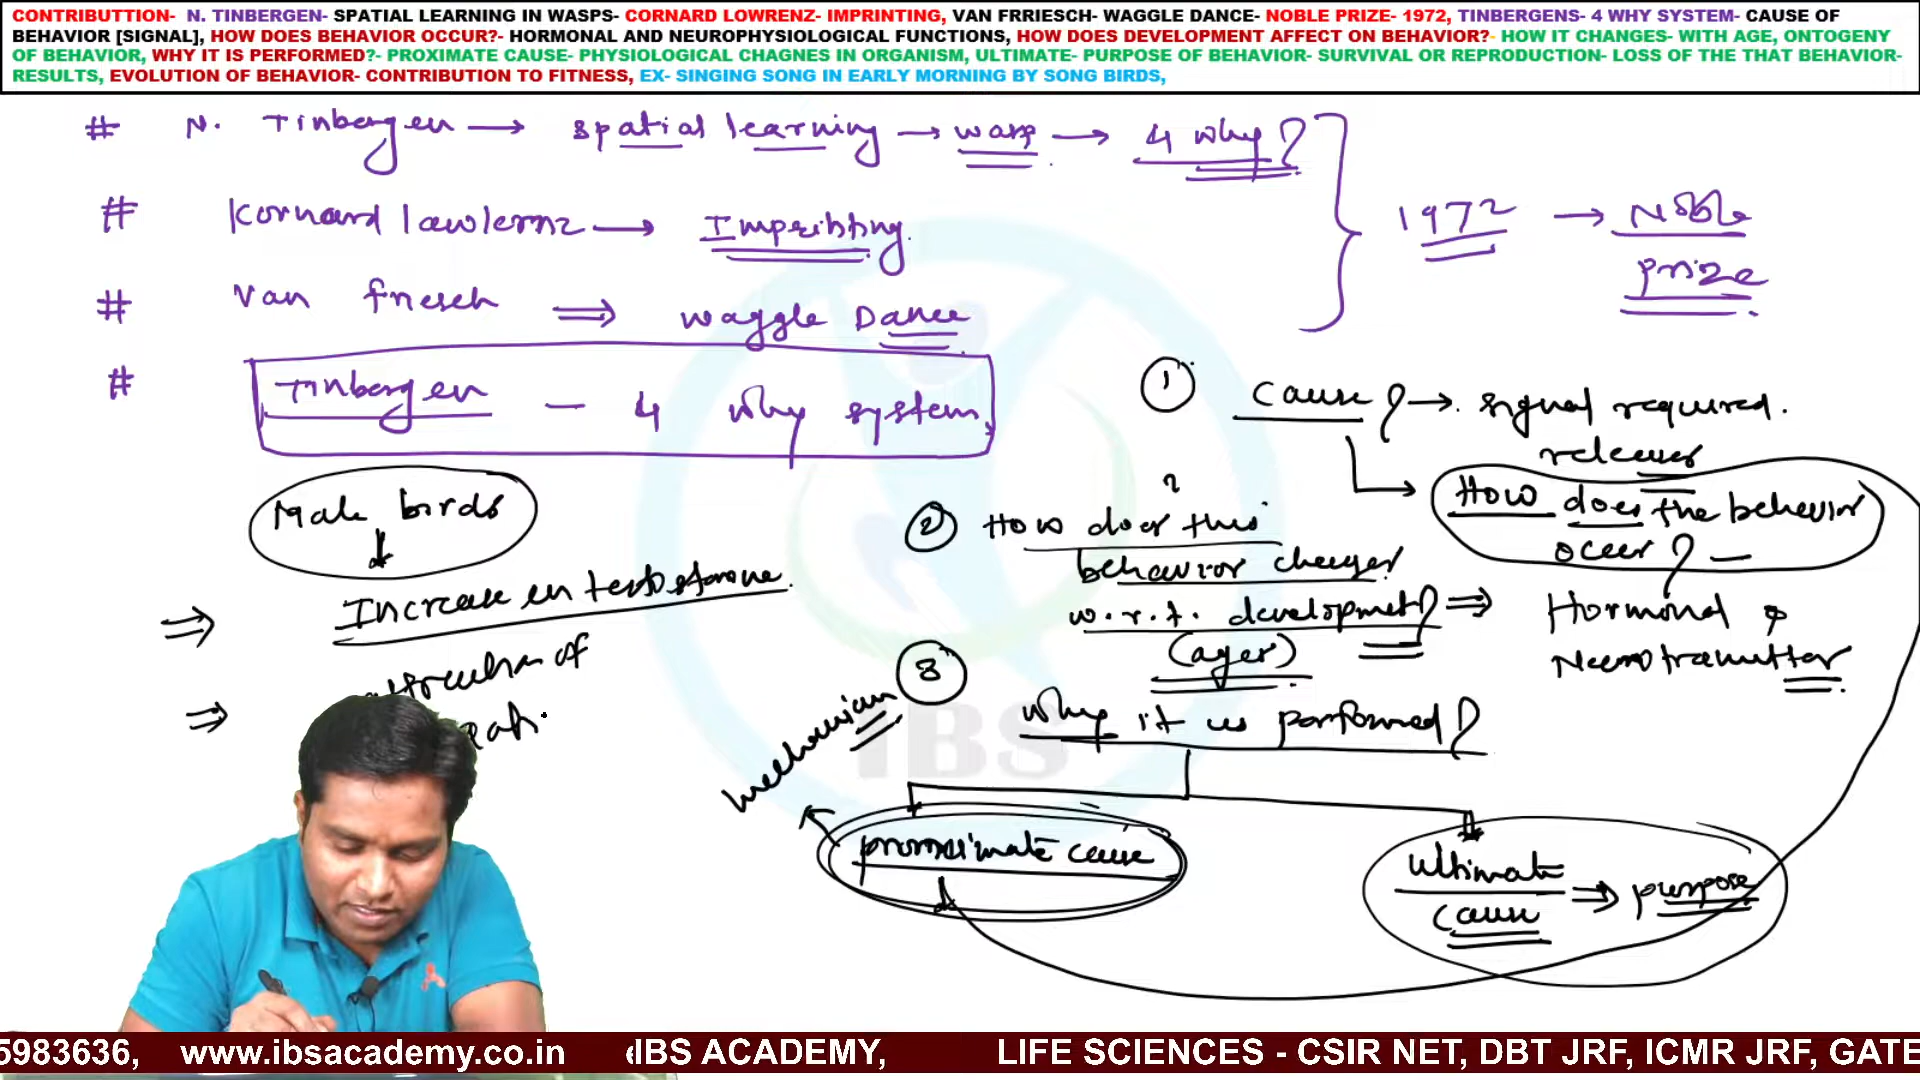 CONTRIBUTTION- N. TINBERGEN- SPATIAL LEARNING IN WASPS- CORNARD LOWRENZ- IMPRINTING, VAN FRRIESCH- WAGGLE DANCE- NOBLE PRIZE- 1972, TINBERGENS- 4 WHY SYSTEM- CAUSE OF
BEHAVIOR [SIGNAL], HOW DOES BEHAVIOR OCCUR?- HORMONAL AND NEUROPHYSIOLOGICAL FUNCTIONS, HOW DOES DEVELOPMENT AFFECT ON BEHAVIOR?- HOW IT CHANGES- WITH AGE, ONTOGENY
OF BEHAVIOR, WHY IT IS PERFORMED?- PROXIMATE CAUSE- PHYSIOLOGICAL CHAGNES IN ORGANISM, ULTIMATE- PURPOSE OF BEHAVIOR- SURVIVAL OR REPRODUCTION- LOSS OF THE THAT BEHAVIOR-
RESULTS, EVOLUTION OF BEHAVIOR- CONTRIBUTION TO FITNESS, EX- SINGING SONG IN EARLY MORNING BY SONG BIRDS,
# N. Tinbergen → spatial learning → wasp → 4 why?
# Kornard lawlernz → Imprinting.
1972 → Noble
prize
# Van friesch ⇒ Waggle Dance
# Tinbergen – 4 why system
① Cause? → signal required.
releaser
How does the behavior
occur? –
Male birds
② How does this
?
behavior changes
w.r.t. development? ⇒ Hormonal &
(ages)
⇒ Increase in testosterone.
③ why it is performed?
⇒
of
mechanism
proximate cause
ultimate
cause ⇒ purpose
IBS
5983636, www.ibsacademy.co.in IBS ACADEMY, LIFE SCIENCES - CSIR NET, DBT JRF, ICMR JRF, GATE